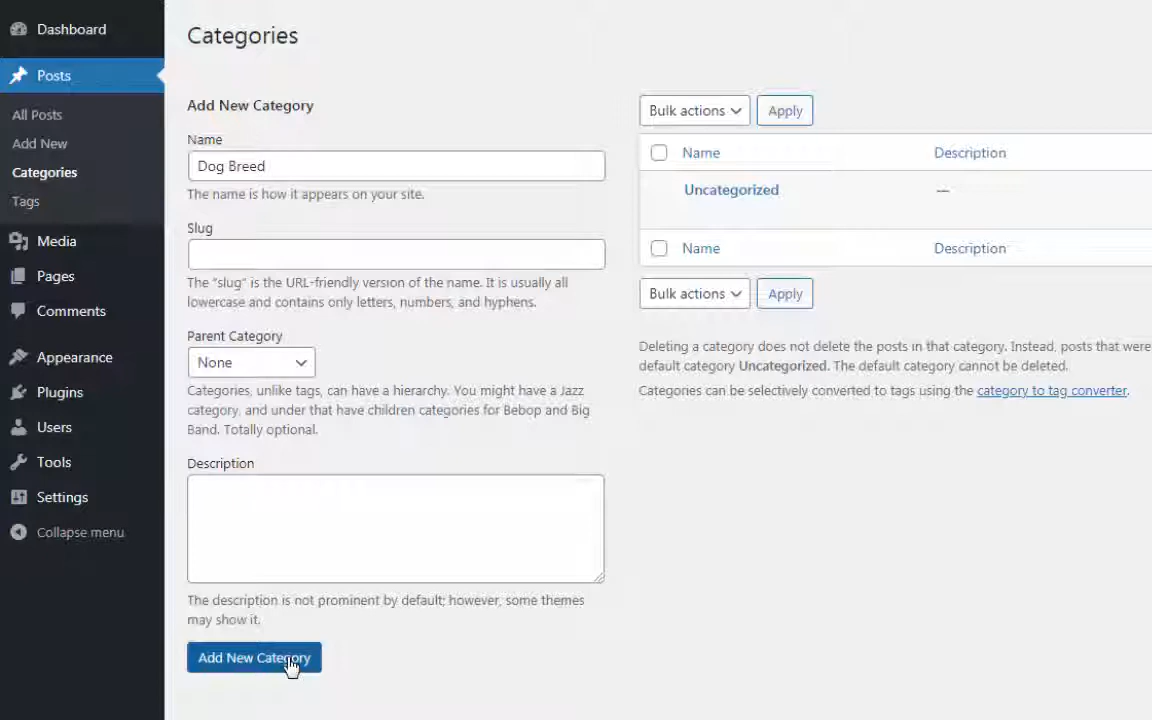 Dashboard
Posts
All Posts
Add New
Categories
Tags
Media
Pages
Comments
Appearance
Plugins
Users
Tools
Settings
Collapse menu
Categories
Add New Category
Name
Dog Breed
The name is how it appears on your site.
Slug
The “slug” is the URL-friendly version of the name. It is usually all
lowercase and contains only letters, numbers, and hyphens.
Parent Category
None
Categories, unlike tags, can have a hierarchy. You might have a Jazz
category, and under that have children categories for Bebop and Big
Band. Totally optional.
Description
The description is not prominent by default; however, some themes
may show it.
Add New Category
Bulk actions Apply
Name Description
Uncategorized —
Name Description
Bulk actions Apply
Deleting a category does not delete the posts in that category. Instead, posts that were
default category Uncategorized. The default category cannot be deleted.
Categories can be selectively converted to tags using the category to tag converter.